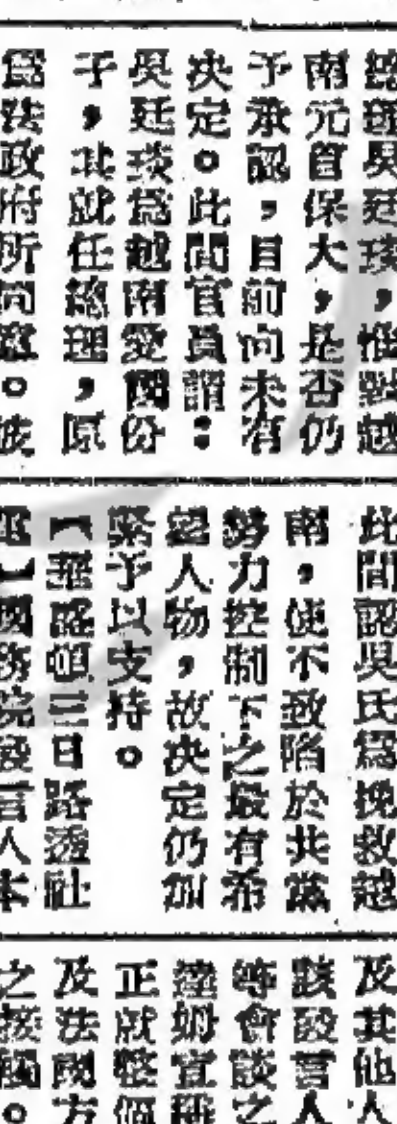 總理吳廷琰，惟對越
南元首保大，是否仍
予承認，目前向未有
決定。此間官員謂：
吳廷琰爲越南愛國份
子，其就任總理，原
爲法政府所同意。彼
此間認吳氏爲挽救越
南，使不致陷於共黨
勢力控制下之最有希
望人物，故決定仍加
緊予以支持。
【華盛頓三日路透社
電】國務院發言人本
及其他人
該發言人
等會談之
達姆宣稱
正就整個
及法國方
之接觸。